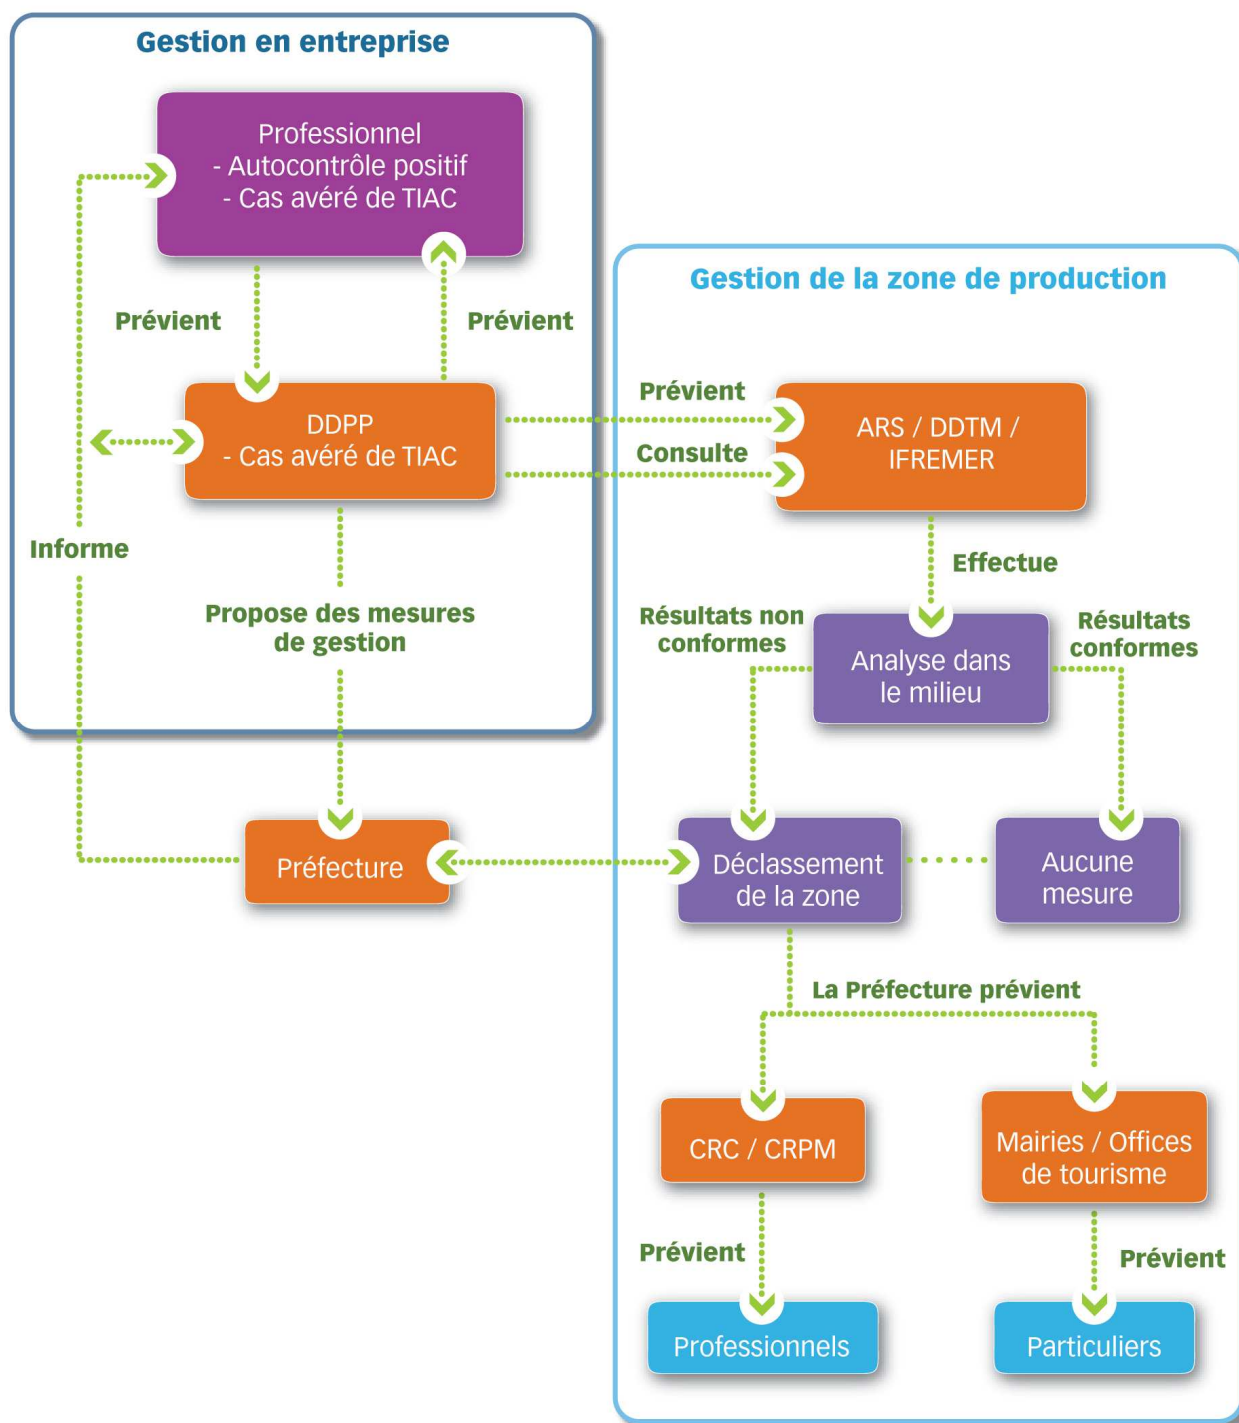 Gestion en entreprise
Professionnel
- Autocontrôle positif
- Cas avéré de TIAC
Prévient
Prévient
DDPP
- Cas avéré de TIAC
Informe
Propose des mesures
de gestion
Préfecture
Gestion de la zone de production
Prévient
Consulte
ARS / DDTM /
IFREMER
Effectue
Résultats non
conformes
Résultats
conformes
Analyse dans
le milieu
Déclassement
de la zone
Aucune
mesure
La Préfecture prévient
CRC / CRPM
Mairies / Offices
de tourisme
Prévient
Prévient
Professionnels
Particuliers